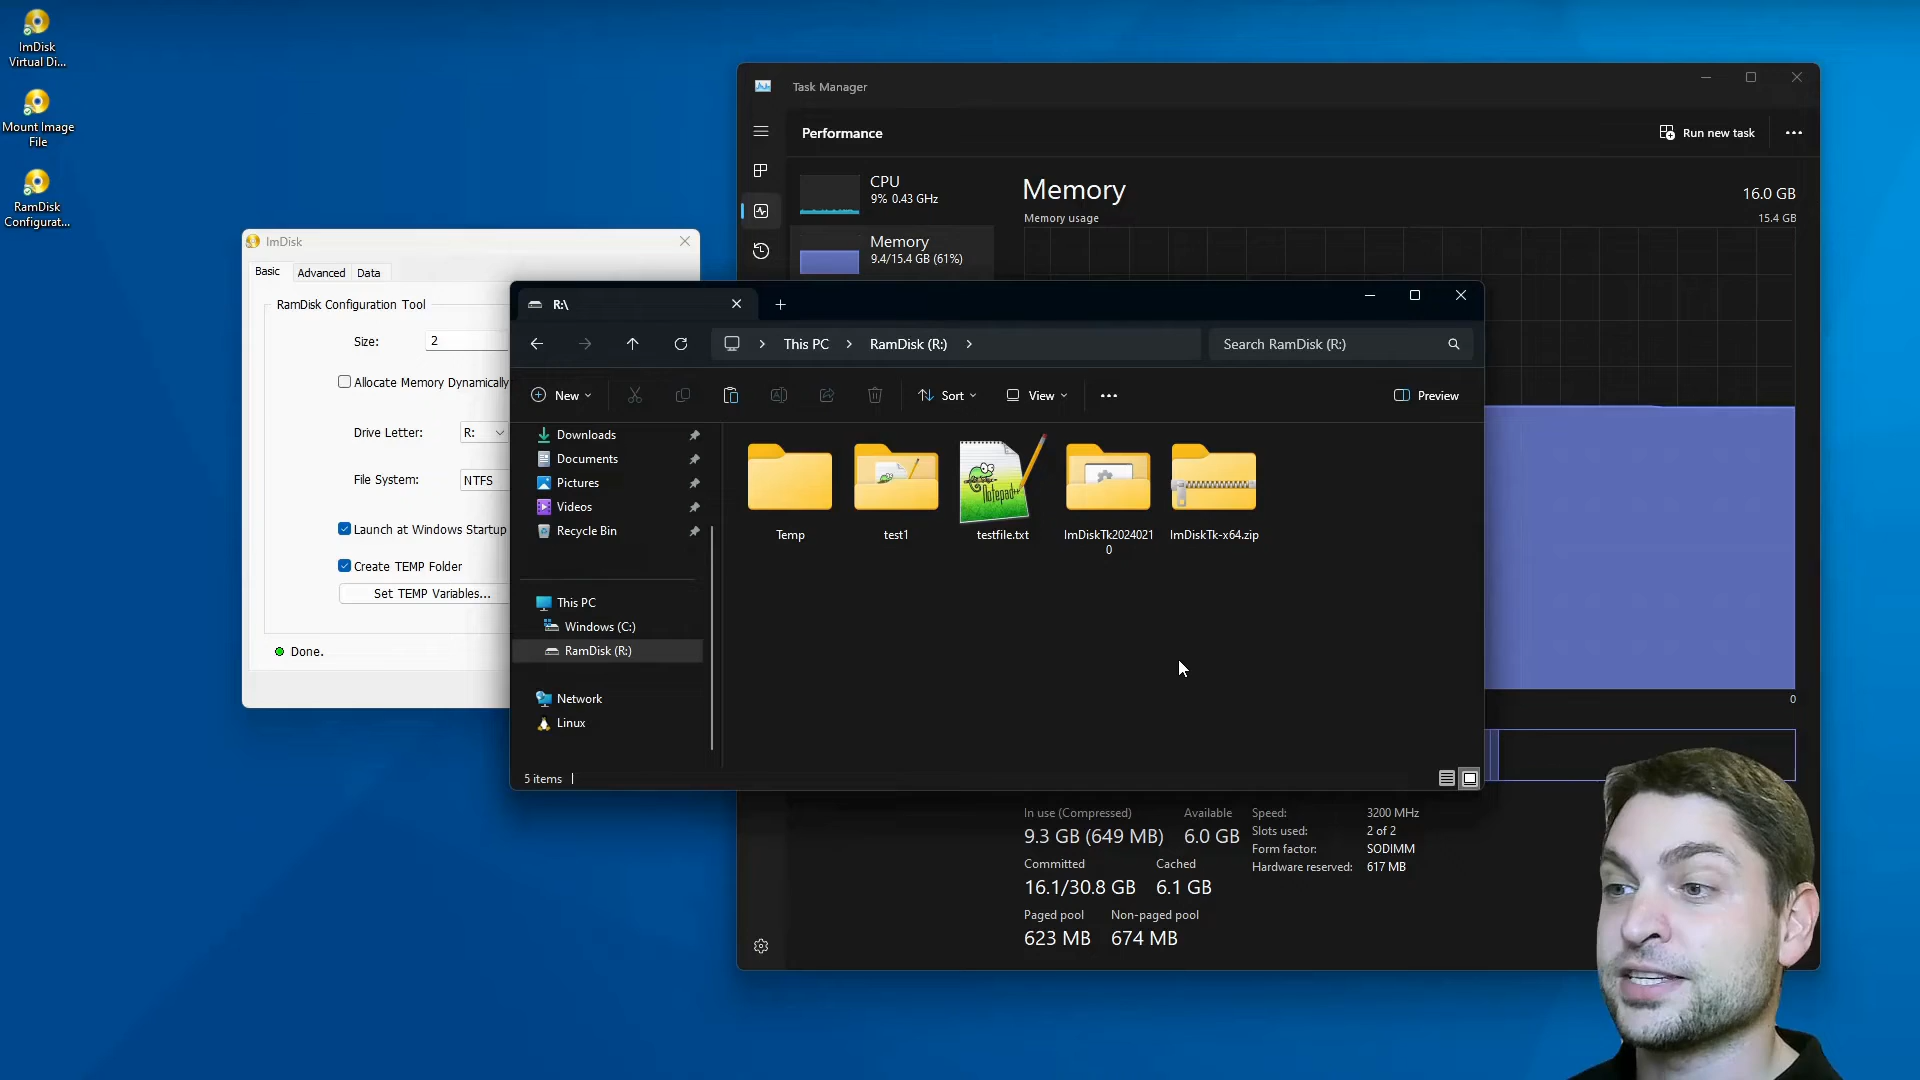 ImDisk
Virtual Di...
Mount Image
File
RamDisk
Configurat...
ImDisk
Basic
Advanced
Data
RamDisk Configuration Tool
Size:
2
Allocate Memory Dynamically
Drive Letter:
R:
File System:
NTFS
Launch at Windows Startup
Create TEMP Folder
Set TEMP Variables...
Done.
Task Manager
Performance
Run new task
CPU
9% 0.43 GHz
Memory
9.4/15.4 GB (61%)
Memory
16.0 GB
Memory usage
15.4 GB
R:\
This PC
RamDisk (R:)
Search RamDisk (R:)
New
Sort
View
Preview
Downloads
Documents
Pictures
Videos
Recycle Bin
This PC
Windows (C:)
RamDisk (R:)
Network
Linux
Notepad++
Temp
test1
testfile.txt
ImDiskTk2024021
0
ImDiskTk-x64.zip
5 items
0
In use (Compressed)
Available
9.3 GB (649 MB)
6.0 GB
Committed
Cached
16.1/30.8 GB
6.1 GB
Paged pool
Non-paged pool
623 MB
674 MB
Speed:
3200 MHz
Slots used:
2 of 2
Form factor:
SODIMM
Hardware reserved:
617 MB